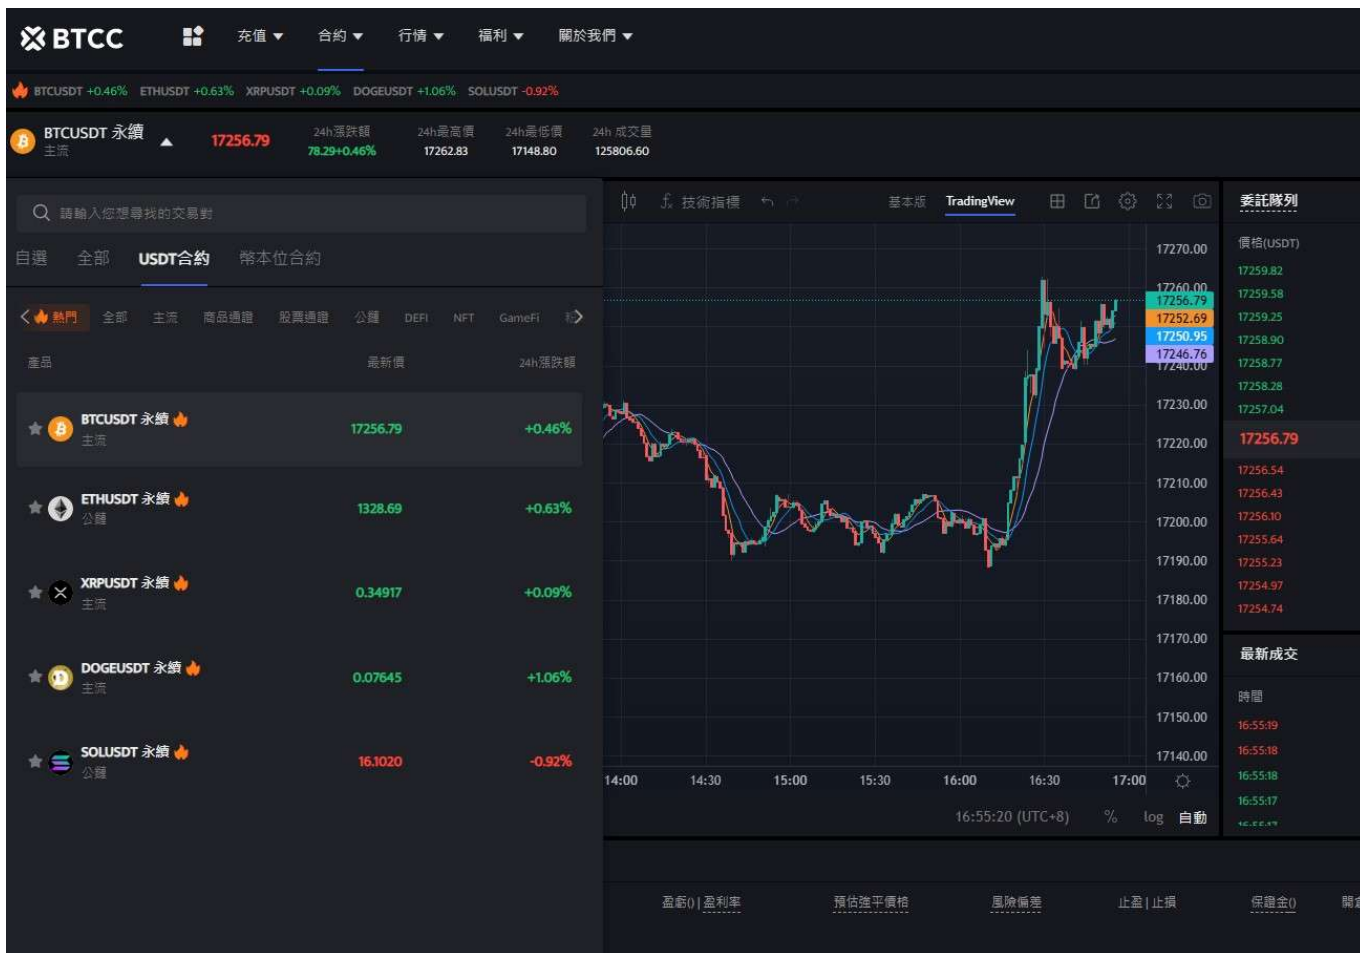 BTCC 充值 合約 行情 福利 關於我們
BTCUSDT +0.46% ETHUSDT +0.63% XRPUSDT +0.09% DOGEUSDT +1.06% SOLUSDT -0.92%
BTCUSDT 永續
主流
17256.79
24h漲跌額 24h最高價 24h最低價 24h 成交量
78.29+0.46% 17262.83 17148.80 125806.60
請輸入您想尋找的交易對
自選 全部 USDT合約 幣本位合約
熱門 全部 主流 商品通證 股票通證 公鏈 DEFI NFT GameFi
產品 最新價 24h漲跌額
BTCUSDT 永續
主流
17256.79 +0.46%
ETHUSDT 永續
公鏈
1328.69 +0.63%
XRPUSDT 永續
主流
0.34917 +0.09%
DOGEUSDT 永續
主流
0.07645 +1.06%
SOLUSDT 永續
公鏈
16.1020 -0.92%
技術指標 基本版 TradingView
17270.00
17260.00
17256.79
17252.69
17250.95
17246.76
17240.00
17230.00
17220.00
17210.00
17200.00
17190.00
17180.00
17170.00
17160.00
17150.00
17140.00
14:00 14:30 15:00 15:30 16:00 16:30 17:00
16:55:20 (UTC+8) % log 自動
委託隊列
價格(USDT)
17259.82
17259.58
17259.25
17258.90
17258.77
17258.28
17257.04
17256.79
17256.54
17256.43
17256.10
17255.64
17255.23
17254.97
17254.74
最新成交
時間
16:55:19
16:55:18
16:55:18
16:55:17
盈虧()|盈利率 預估強平價格 風險偏差 止盈|止損 保證金()